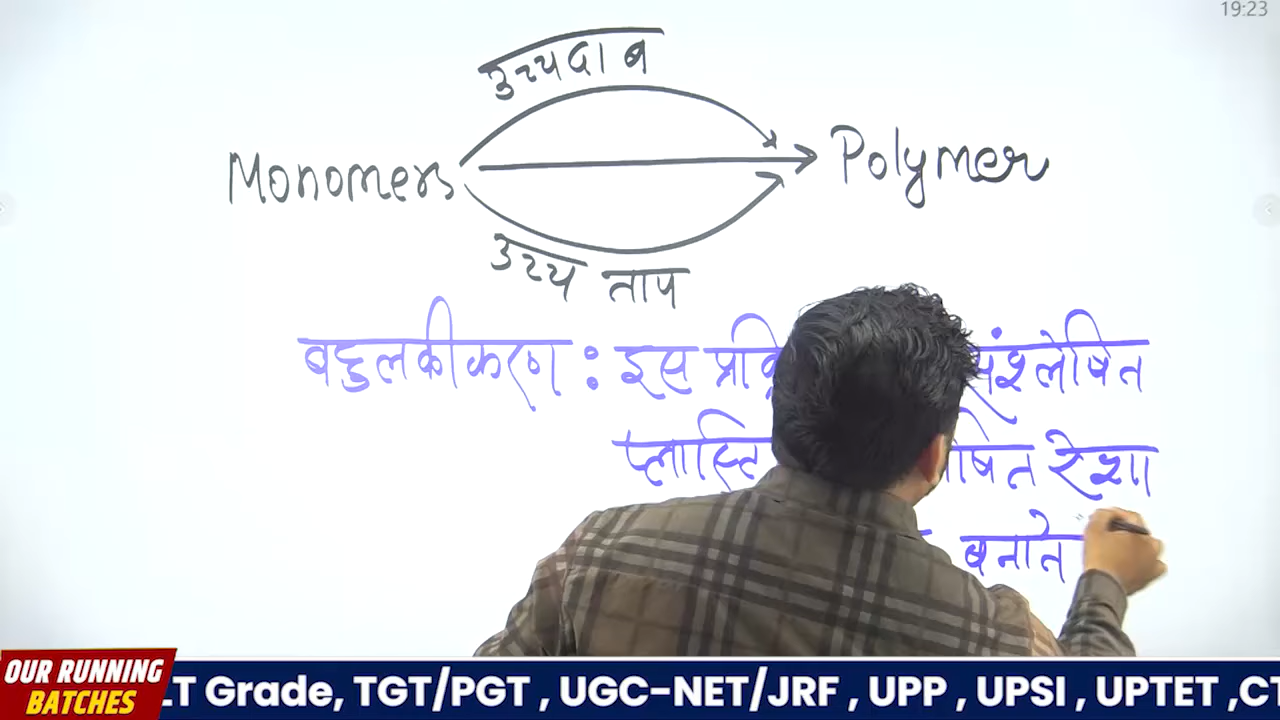 19:23
उच्चदाब
Monomers Polymer
उच्च ताप
बहुलकीकरण : इस संश्लेषित
रेशा
बनाते
OUR RUNNING
BATCHES
LT Grade, TGT/PGT , UGC-NET/JRF , UPP , UPSI , UPTET ,CT